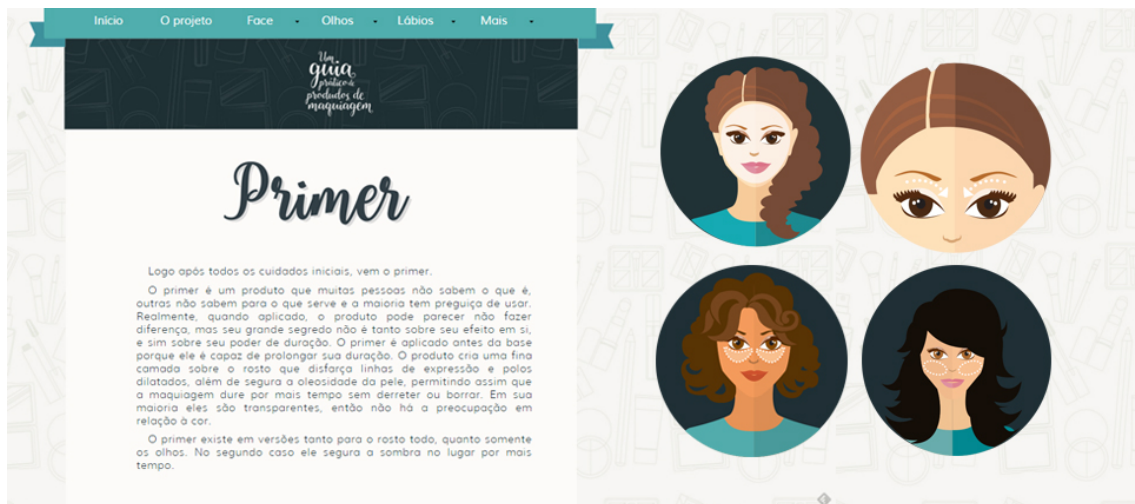 Início O projeto Face Olhos Lábios Mais
Um
guia
prático de
produtos de
maquiagem
Primer
Logo após todos os cuidados iniciais, vem o primer.
O primer é um produto que muitas pessoas não sabem o que é,
outras não sabem para o que serve e a maioria tem preguiça de usar.
Realmente, quando aplicado, o produto pode parecer não fazer
diferença, mas seu grande segredo não é tanto sobre seu efeito em si,
e sim sobre seu poder de duração. O primer é aplicado antes da base
porque ele é capaz de prolongar sua duração. O produto cria uma fina
camada sobre o rosto que disfarça linhas de expressão e polos
dilatados, além de segura a oleosidade da pele, permitindo assim que
a maquiagem dure por mais tempo sem derreter ou borrar. Em sua
maioria eles são transparentes, então não há a preocupação em
relação à cor.
O primer existe em versões tanto para o rosto todo, quanto somente
os olhos. No segundo caso ele segura a sombra no lugar por mais
tempo.